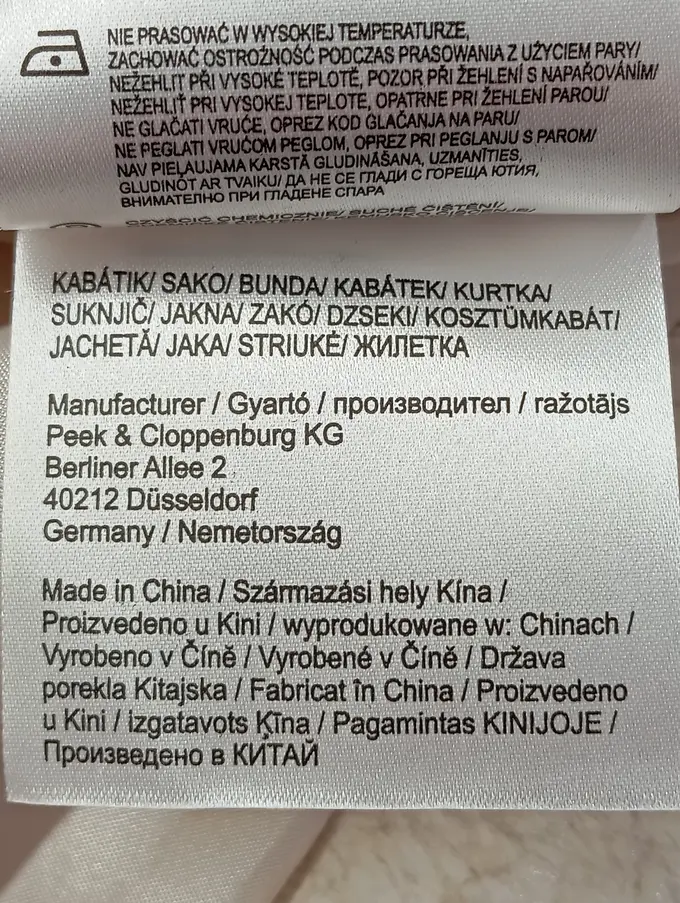 NIE PRASOWAĆ W WYSOKIEJ TEMPERATURZE,
ZACHOWAĆ OSTROŻNOŚĆ PODCZAS PRASOWANIA Z UŻYCIEM PARY/
NEŽEHLIT PŘI VYSOKÉ TEPLOTĚ, POZOR PŘI ŽEHLENÍ S NAPAŘOVÁNÍM/
NEŽEHLIŤ PRI VYSOKEJ TEPLOTE, OPATRNE PRI ŽEHLENÍ PAROU/
NE GLAČATI VRUĆE, OPREZ KOD GLAČANJA NA PARU/
NE PEGLATI VRUĆOM PEGLOM, OPREZ PRI PEGLANJU S PAROM/
NAV PIEĻAUJAMA KARSTĀ GLUDINĀŠANA, UZMANĪTIES,
GLUDINOT AR TVAIKU/ ДА НЕ СЕ ГЛАДИ С ГОРЕЩА ЮТИЯ,
ВНИМАТЕЛНО ПРИ ГЛАДЕНЕ СПАРА
CZYŚCIĆ CHEMICZNIE/ SUCHÉ ČIŠTĚNÍ/
KABÁTIK/ SAKO/ BUNDA/ KABÁTEK/ KURTKA/
SUKNJIČ/ JAKNA/ ZAKÓ/ DZSEKI/ KOSZTÜMKABÁT/
JACHETĂ/ JAKA/ STRIUKĖ/ ЖИЛЕТКА
Manufacturer / Gyartó / производител / ražotājs
Peek & Cloppenburg KG
Berliner Allee 2
40212 Düsseldorf
Germany / Nemetország
Made in China / Származási hely Kína /
Proizvedeno u Kini / wyprodukowane w: Chinach /
Vyrobeno v Číně / Vyrobené v Číně / Država
porekla Kitajska / Fabricat în China / Proizvedeno
u Kini / izgatavots Ķīna / Pagamintas KINIJOJE /
Произведено в КИТАЙ